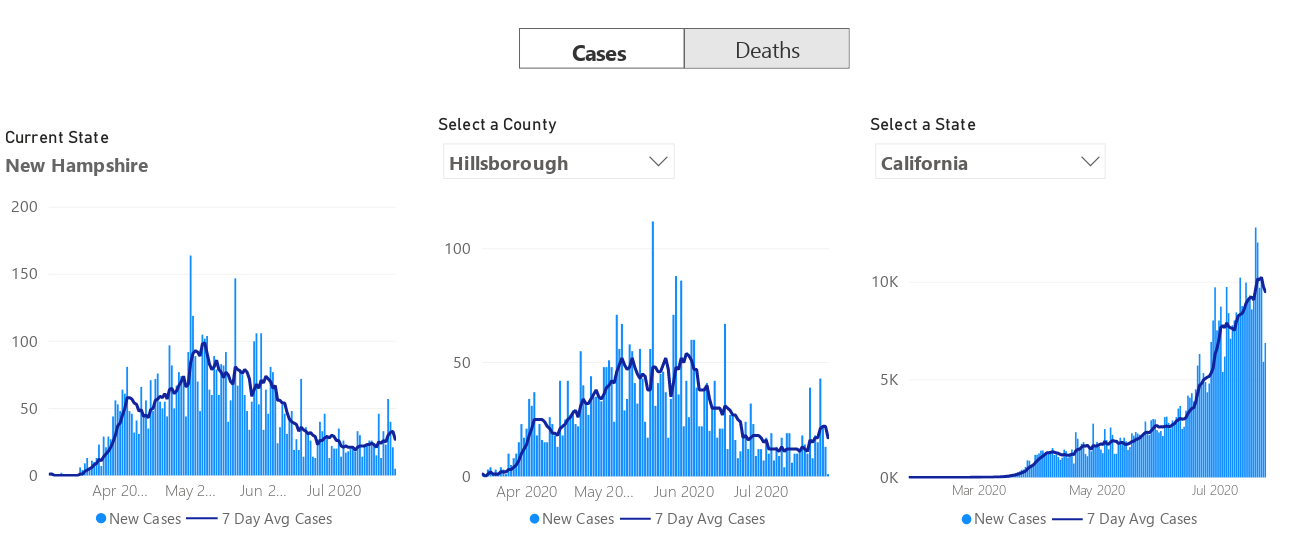 Cases Deaths
Current State
New Hampshire
200
150
100
50
0
Apr 20... May 2... Jun 2... Jul 2020
New Cases 7 Day Avg Cases
Select a County
Hillsborough
100
50
0
Apr 2020 May 20... Jun 2020 Jul 2020
New Cases 7 Day Avg Cases
Select a State
California
10K
5K
0K
Mar 2020 May 2020 Jul 2020
New Cases 7 Day Avg Cases